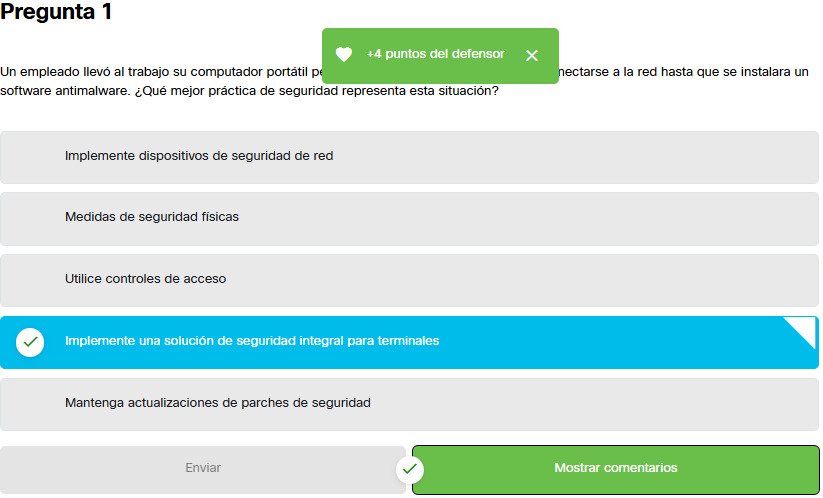 Pregunta 1
+4 puntos del defensor
Un empleado llevó al trabajo su computador portátil nectarse a la red hasta que se instalara un
software antimalware. ¿Qué mejor práctica de seguridad representa esta situación?
Implemente dispositivos de seguridad de red
Medidas de seguridad físicas
Utilice controles de acceso
Implemente una solución de seguridad integral para terminales
Mantenga actualizaciones de parches de seguridad
Enviar
Mostrar comentarios